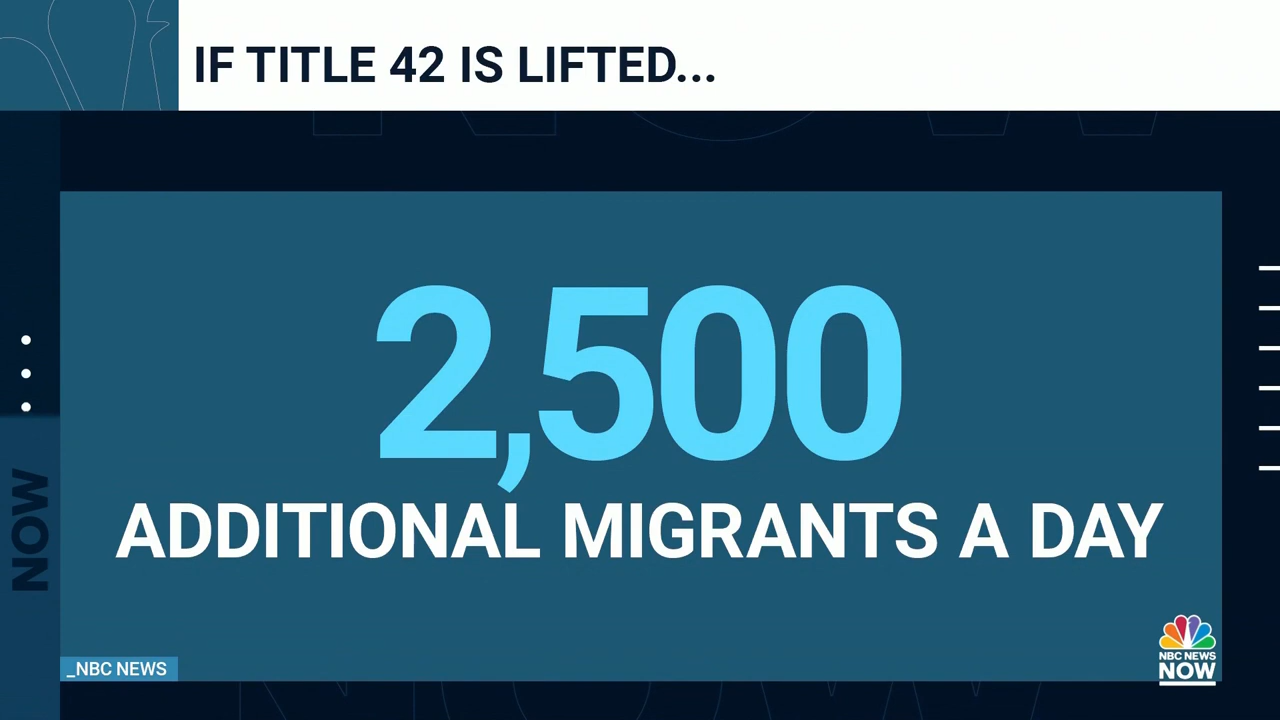 IF TITLE 42 IS LIFTED...
2,500
ADDITIONAL MIGRANTS A DAY
NOW
_NBC NEWS
NBC NEWS
NOW